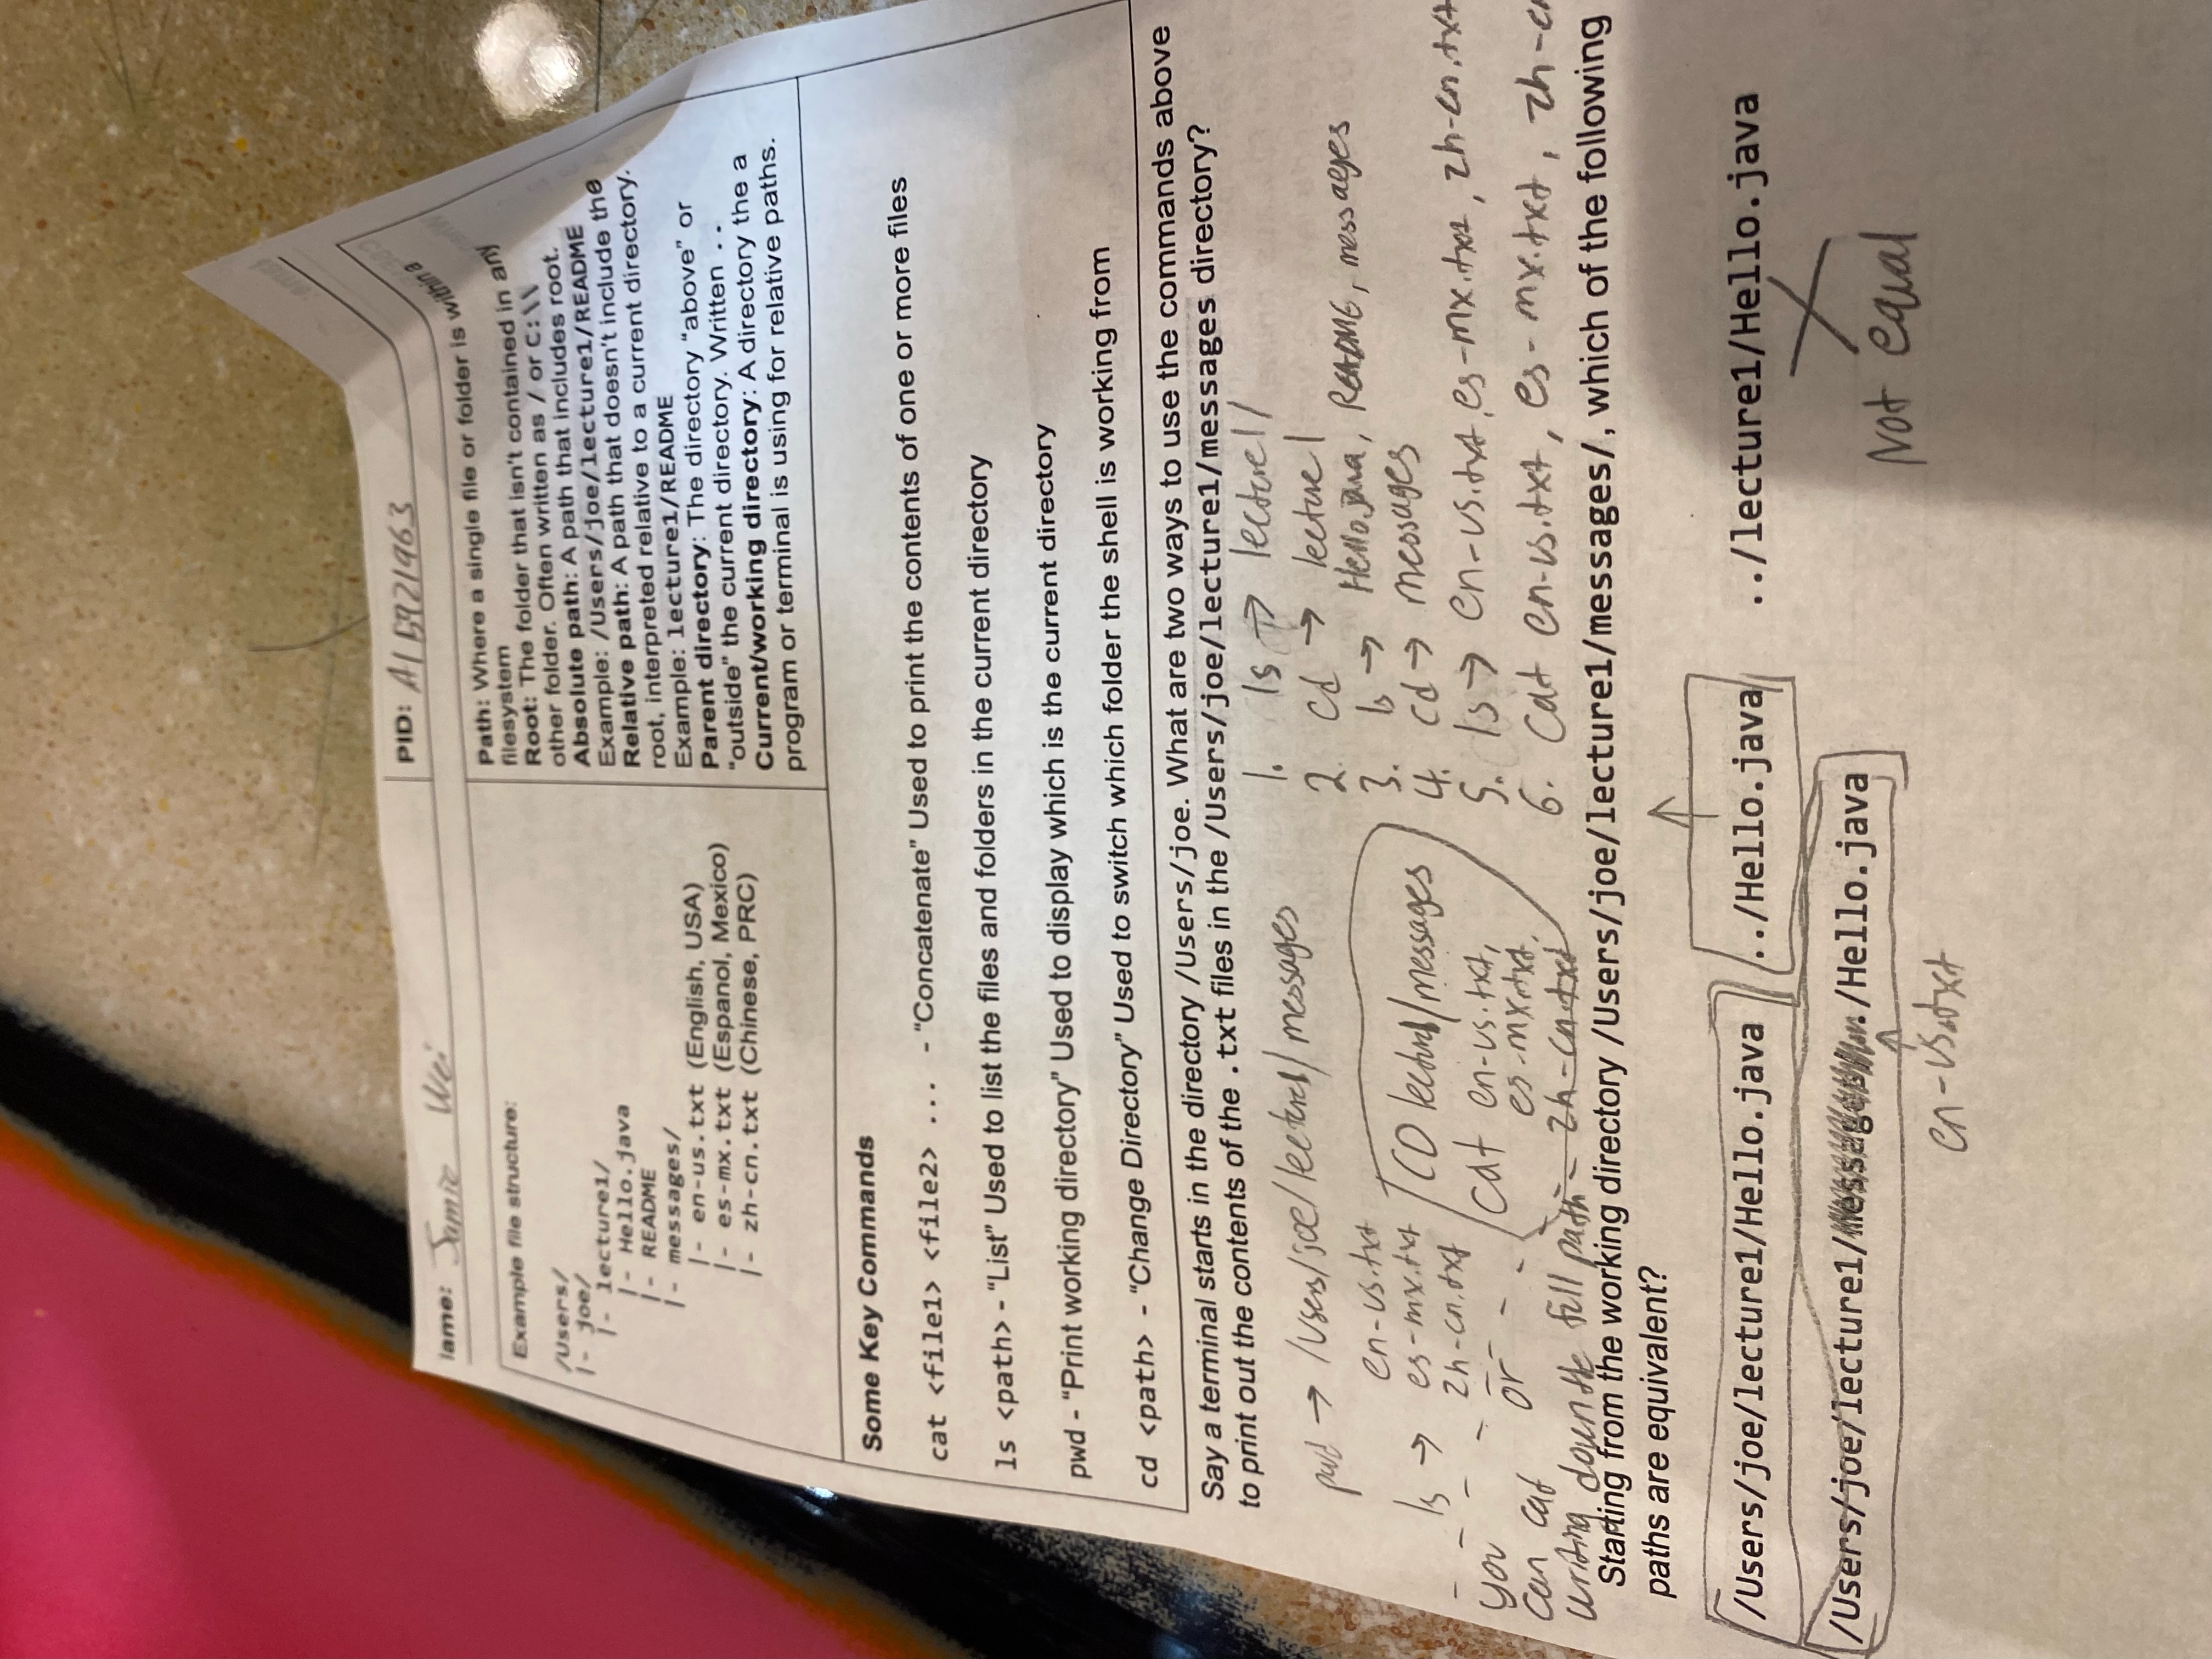 lame: Jamie Wei
PID: A15921963
Example file structure:
/Users/
|- joe/
|- lecture1/
|- Hello.java
|- README
|- messages/
|- en-us.txt (English, USA)
|- es-mx.txt (Espanol, Mexico)
|- zh-cn.txt (Chinese, PRC)
Path: Where a single file or folder is within a
filesystem
Root: The folder that isn't contained in any
other folder. Often written as / or C:\\
Absolute path: A path that includes root.
Example: /Users/joe/lecture1/README
Relative path: A path that doesn't include the
root, interpreted relative to a current directory.
Example: lecture1/README
Parent directory: The directory “above” or
“outside” the current directory. Written ..
Current/working directory: A directory the a
program or terminal is using for relative paths.
Some Key Commands
cat <file1> <file2> ... - “Concatenate” Used to print the contents of one or more files
ls <path> - “List” Used to list the files and folders in the current directory
pwd - “Print working directory” Used to display which is the current directory
cd <path> - “Change Directory” Used to switch which folder the shell is working from
Say a terminal starts in the directory /Users/joe. What are two ways to use the commands above
to print out the contents of the .txt files in the /Users/joe/lecture1/messages directory?
pwd → /Users/joe/lecture1/messages
en-us.txt
ls → es-mx.txt
zh-cn.txt
or
you
can cat
writing down the full path
CD lecture1/messages
cat en-us.txt,
es-mx.txt,
zh-cn.txt
1. ls → lecture1/
2. cd → lecture1
3. ls → Hello.java, README, messages
4. cd → messages
5. ls → en-us.txt, es-mx.txt, zh-cn.txt
6. cat en-us.txt, es-mx.txt, zh-c
Starting from the working directory /Users/joe/lecture1/messages/, which of the following
paths are equivalent?
/Users/joe/lecture1/Hello.java
../Hello.java
../lecture1/Hello.java
/Users/joe/lecture1/messages/../Hello.java
Not equal
en-us.txt